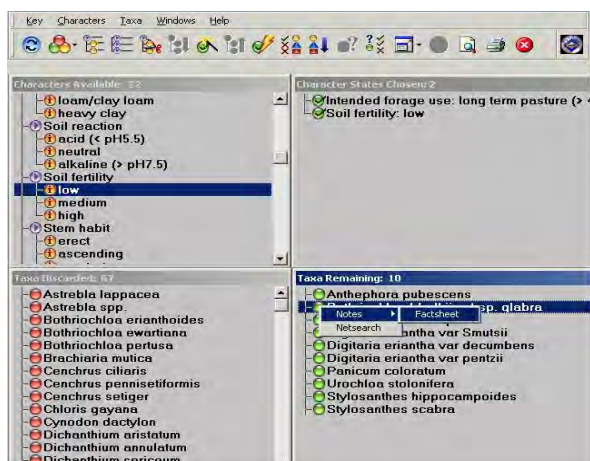 Key Characters Taxa Windows Help
Characters Available: 22
loam/clay loam
heavy clay
Soil reaction
acid (< pH5.5)
neutral
alkaline (> pH7.5)
Soil fertility
low
medium
high
Stem habit
erect
ascending
Character States Chosen: 2
Intended forage use: long term pasture (>
Soil fertility: low
Taxa Discarded: 67
Astrebla lappacea
Astrebla spp.
Bothriochloa erianthoides
Bothriochloa ewartiana
Bothriochloa pertusa
Brachiaria mutica
Cenchrus ciliaris
Cenchrus pennisetiformis
Cenchrus setiger
Chloris gayana
Cynodon dactylon
Dichanthium aristatum
Dichanthium annulatum
Dichanthium sericeum
Taxa Remaining: 10
Anthephora pubescens
sp. glabra
Notes Factsheet
Netsearch
antha var Smutsii
Digitaria eriantha var decumbens
Digitaria eriantha var pentzii
Panicum coloratum
Urochloa stolonifera
Stylosanthes hippocampoides
Stylosanthes scabra